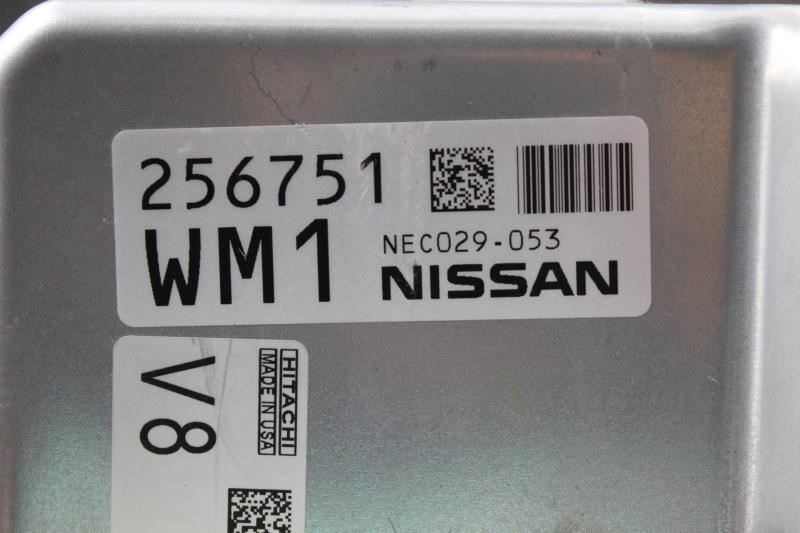 256751
WM1
NEC029-053
NISSAN
V8
HITACHI
MADE IN USA